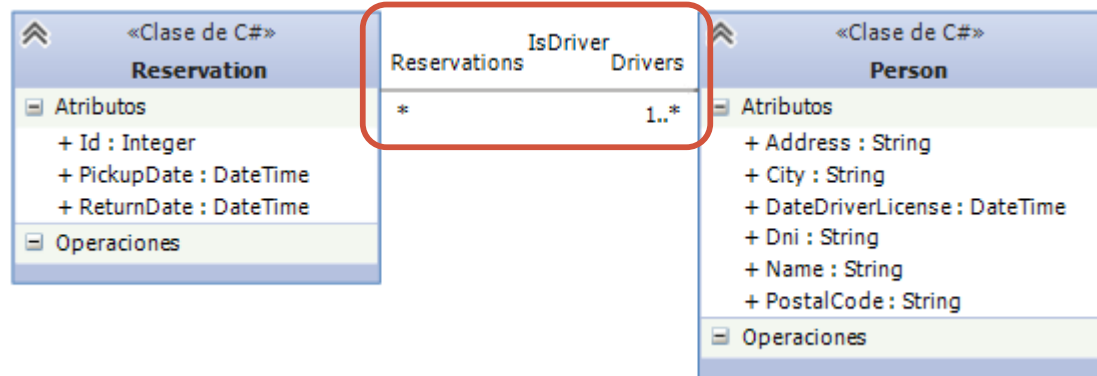 «Clase de C#»
Reservation
Atributos
+ Id : Integer
+ PickupDate : DateTime
+ ReturnDate : DateTime
Operaciones
IsDriver
Reservations Drivers
* 1..*
«Clase de C#»
Person
Atributos
+ Address : String
+ City : String
+ DateDriverLicense : DateTime
+ Dni : String
+ Name : String
+ PostalCode : String
Operaciones